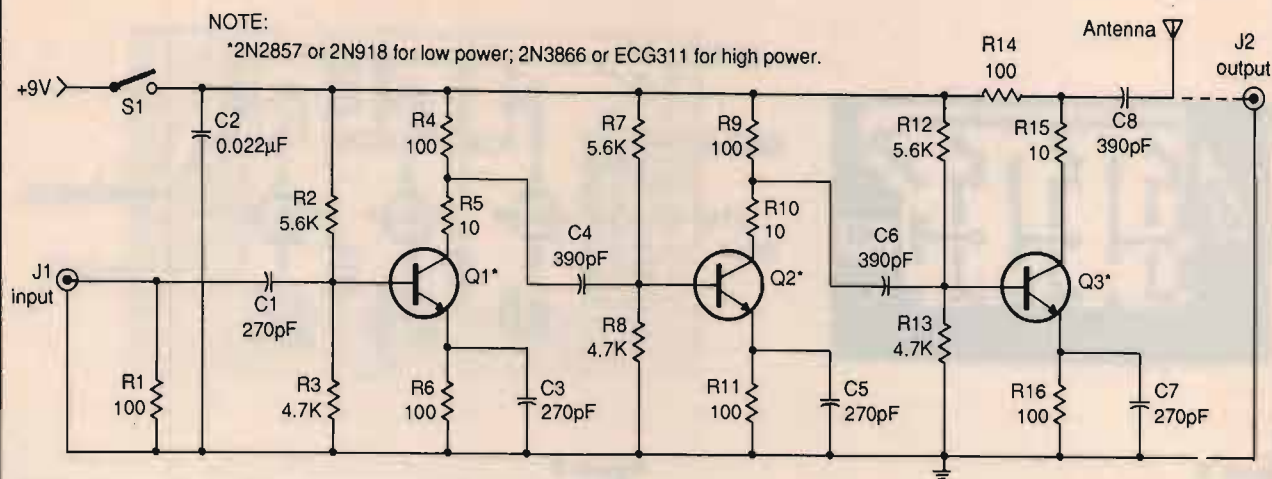 NOTE:
*2N2857 or 2N918 for low power; 2N3866 or ECG311 for high power.
Antenna
J2
output
R14
100
+9V
S1
C2
0.022µF
R4
100
R7
5.6K
R9
100
R12
5.6K
R15
10
C8
390pF
R2
5.6K
R5
10
R10
10
C4
390pF
C6
390pF
J1
input
C1
270pF
Q1*
Q2*
Q3*
R1
100
R3
4.7K
R6
100
C3
270pF
R8
4.7K
R11
100
C5
270pF
R13
4.7K
R16
100
C7
270pF